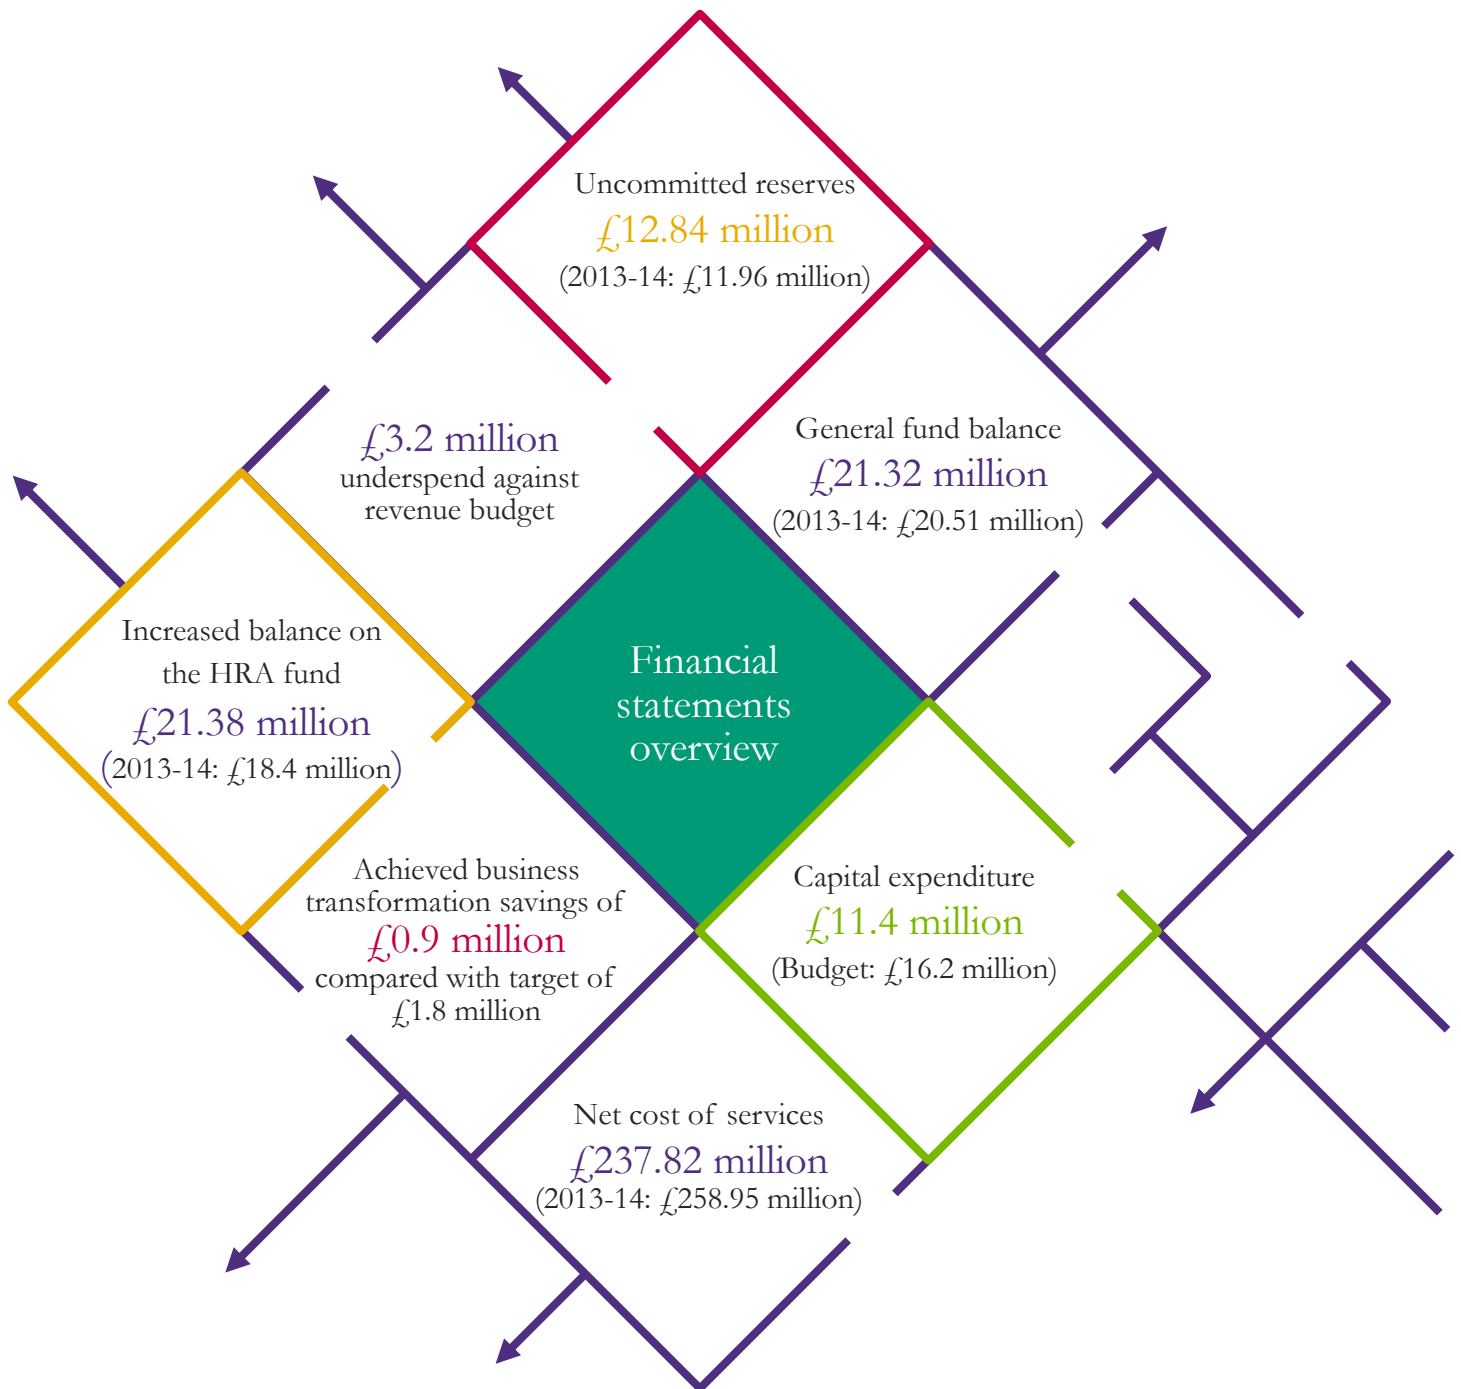 Uncommitted reserves
£12.84 million
(2013-14: £11.96 million)
£3.2 million
underspend against
revenue budget
General fund balance
£21.32 million
(2013-14: £20.51 million)
Increased balance on
the HRA fund
£21.38 million
(2013-14: £18.4 million)
Financial
statements
overview
Achieved business
transformation savings of
£0.9 million
compared with target of
£1.8 million
Capital expenditure
£11.4 million
(Budget: £16.2 million)
Net cost of services
£237.82 million
(2013-14: £258.95 million)